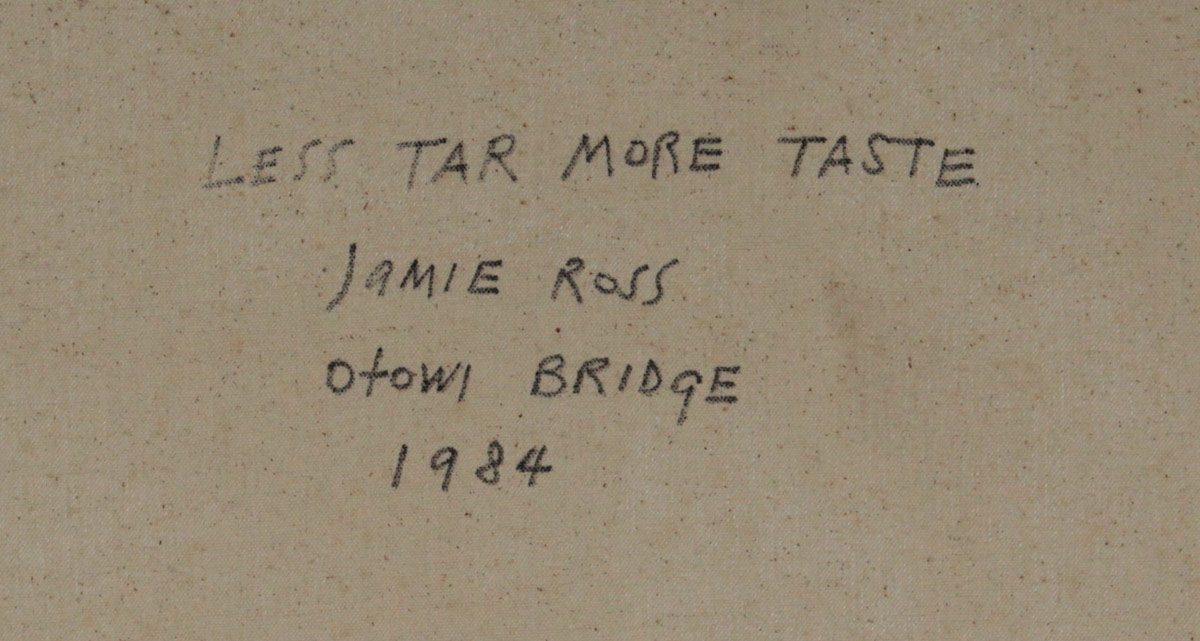 LESS TAR MORE TASTE
JaMIE ROSS
OtowI BRIDgE
1984